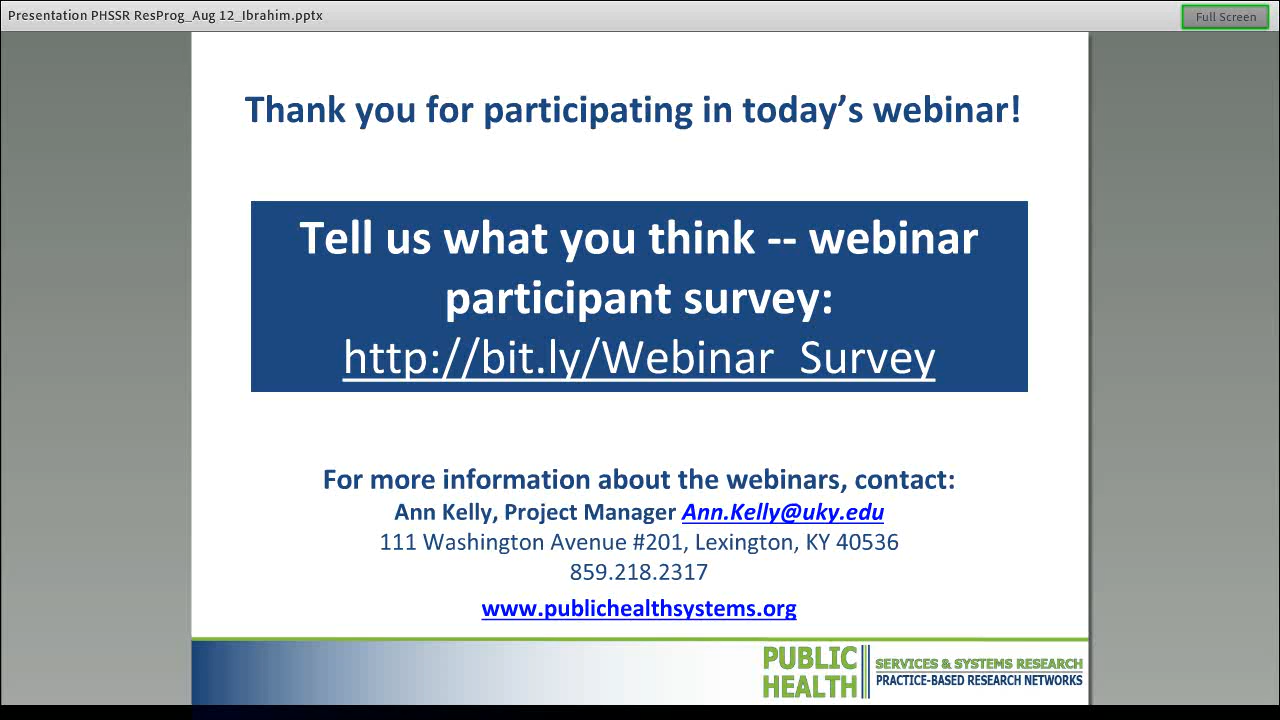 Presentation PHSSR ResProg_Aug 12_Ibrahim.pptx
Full Screen
Thank you for participating in today’s webinar!
Tell us what you think -- webinar
participant survey:
http://bit.ly/Webinar_Survey
For more information about the webinars, contact:
Ann Kelly, Project Manager Ann.Kelly@uky.edu
111 Washington Avenue #201, Lexington, KY 40536
859.218.2317
www.publichealthsystems.org
PUBLIC
HEALTH
SERVICES & SYSTEMS RESEARCH
PRACTICE-BASED RESEARCH NETWORKS